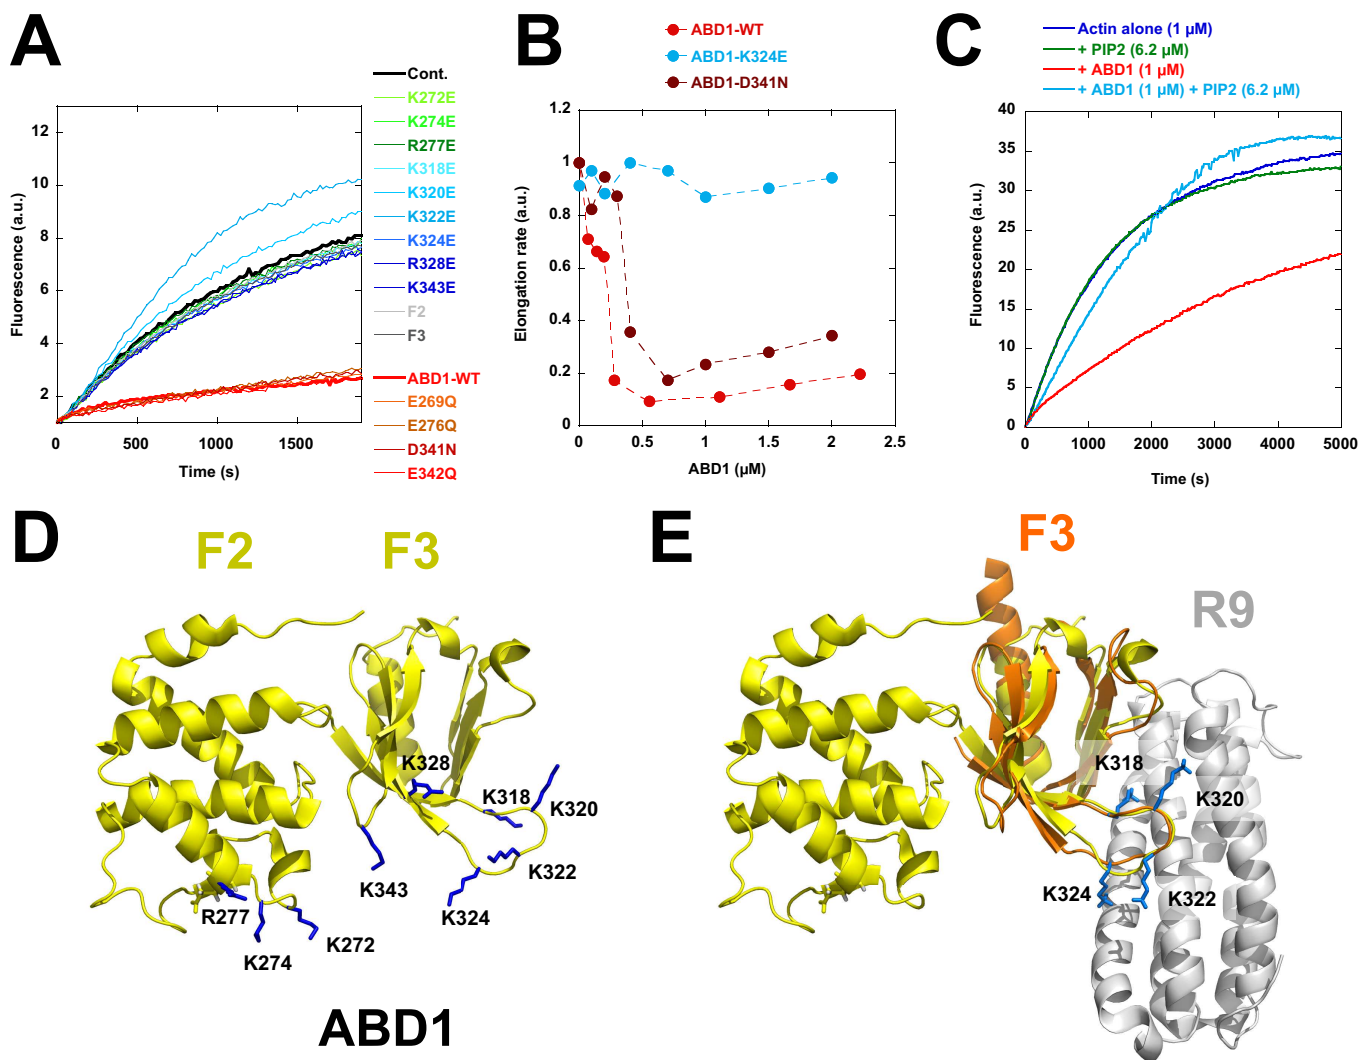 A
Cont.
K272E
K274E
R277E
K318E
K320E
K322E
K324E
R328E
K343E
F2
F3
ABD1-WT
E269Q
E276Q
D341N
E342Q
Fluorescence (a.u.)
12
10
8
6
4
2
0
500
1000
1500
Time (s)
B
ABD1-WT
ABD1-K324E
ABD1-D341N
Elongation rate (a.u.)
1.2
1
0.8
0.6
0.4
0.2
0
0
0.5
1
1.5
2
2.5
ABD1 (µM)
C
Actin alone (1 µM)
+ PIP2 (6.2 µM)
+ ABD1 (1 µM)
+ ABD1 (1 µM) + PIP2 (6.2 µM)
Fluorescence (a.u.)
40
35
30
25
20
15
10
5
0
0
1000
2000
3000
4000
5000
Time (s)
D
F2
F3
K328
K318
K320
K322
K343
K324
R277
K272
K274
ABD1
E
F3
R9
K318
K320
K324
K322